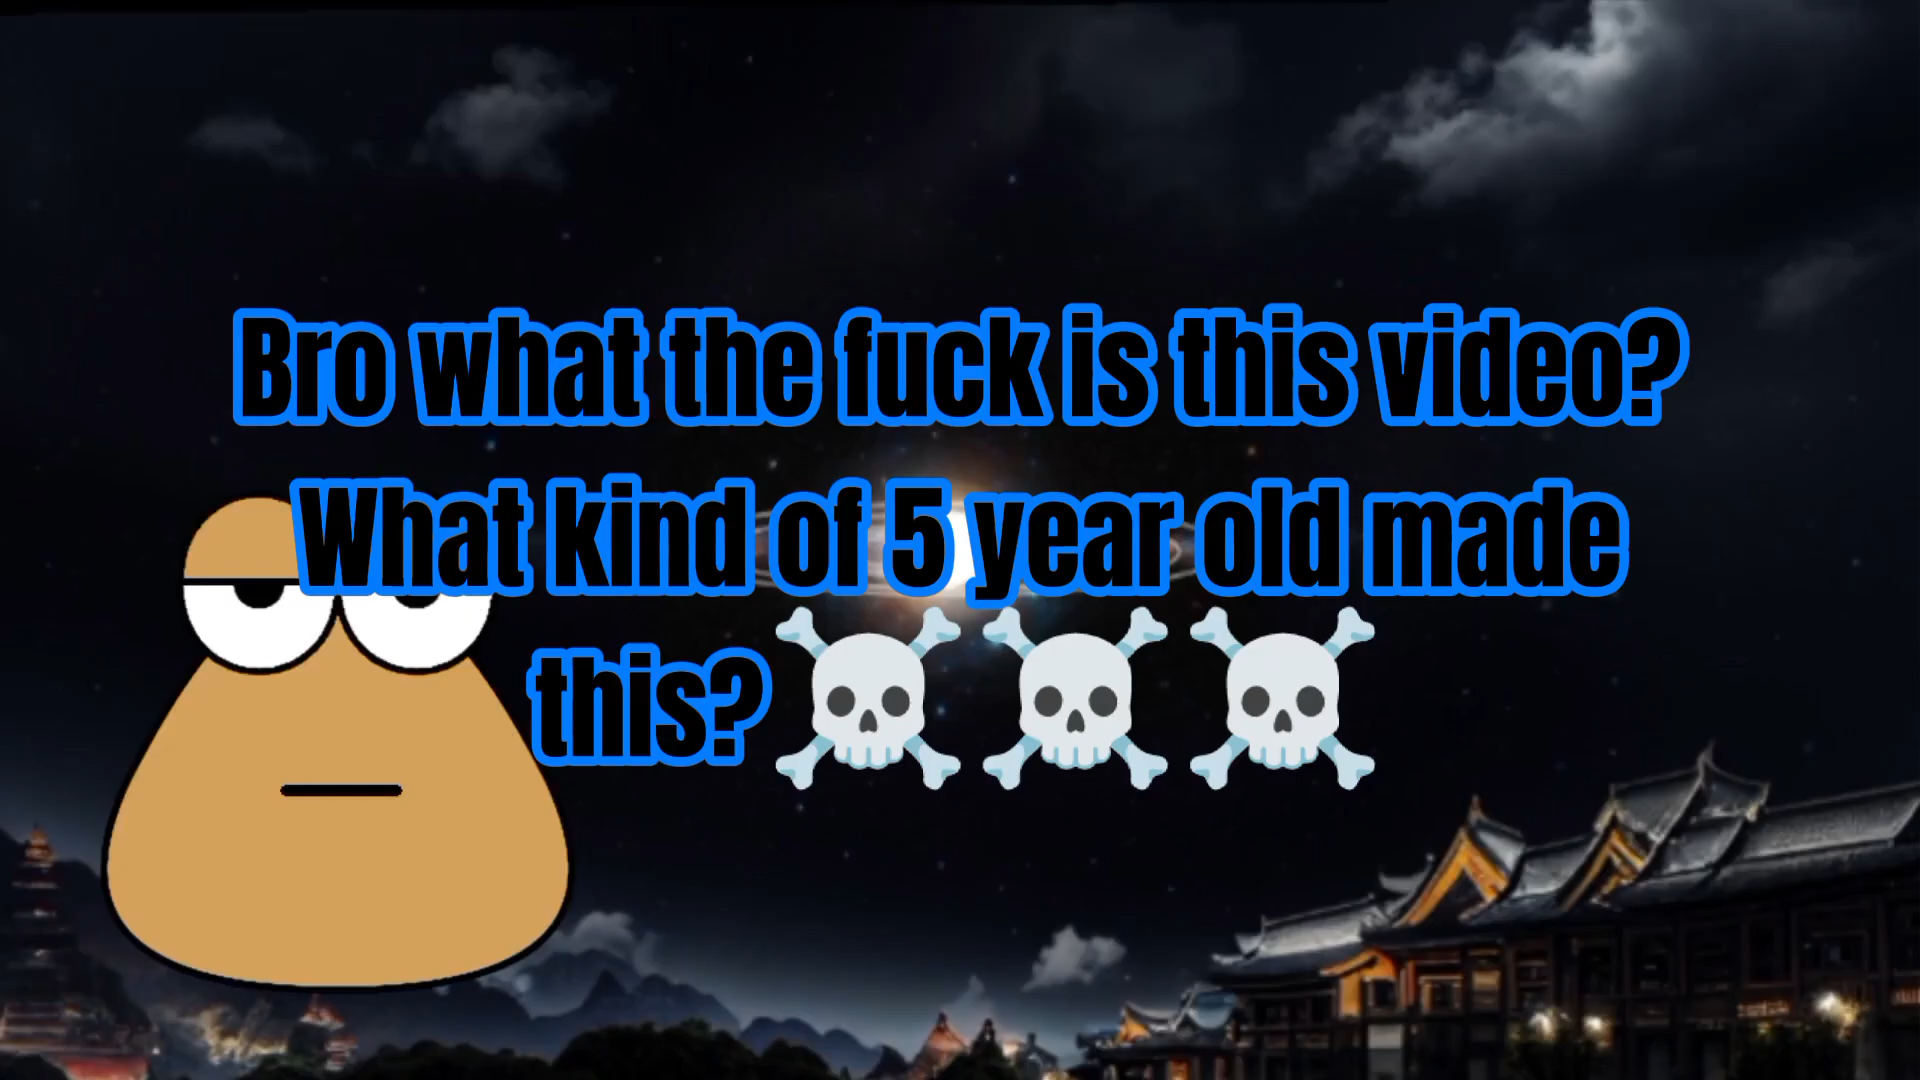 Bro what the fuck is this video?
What kind of 5 year old made
this?☠️☠️☠️